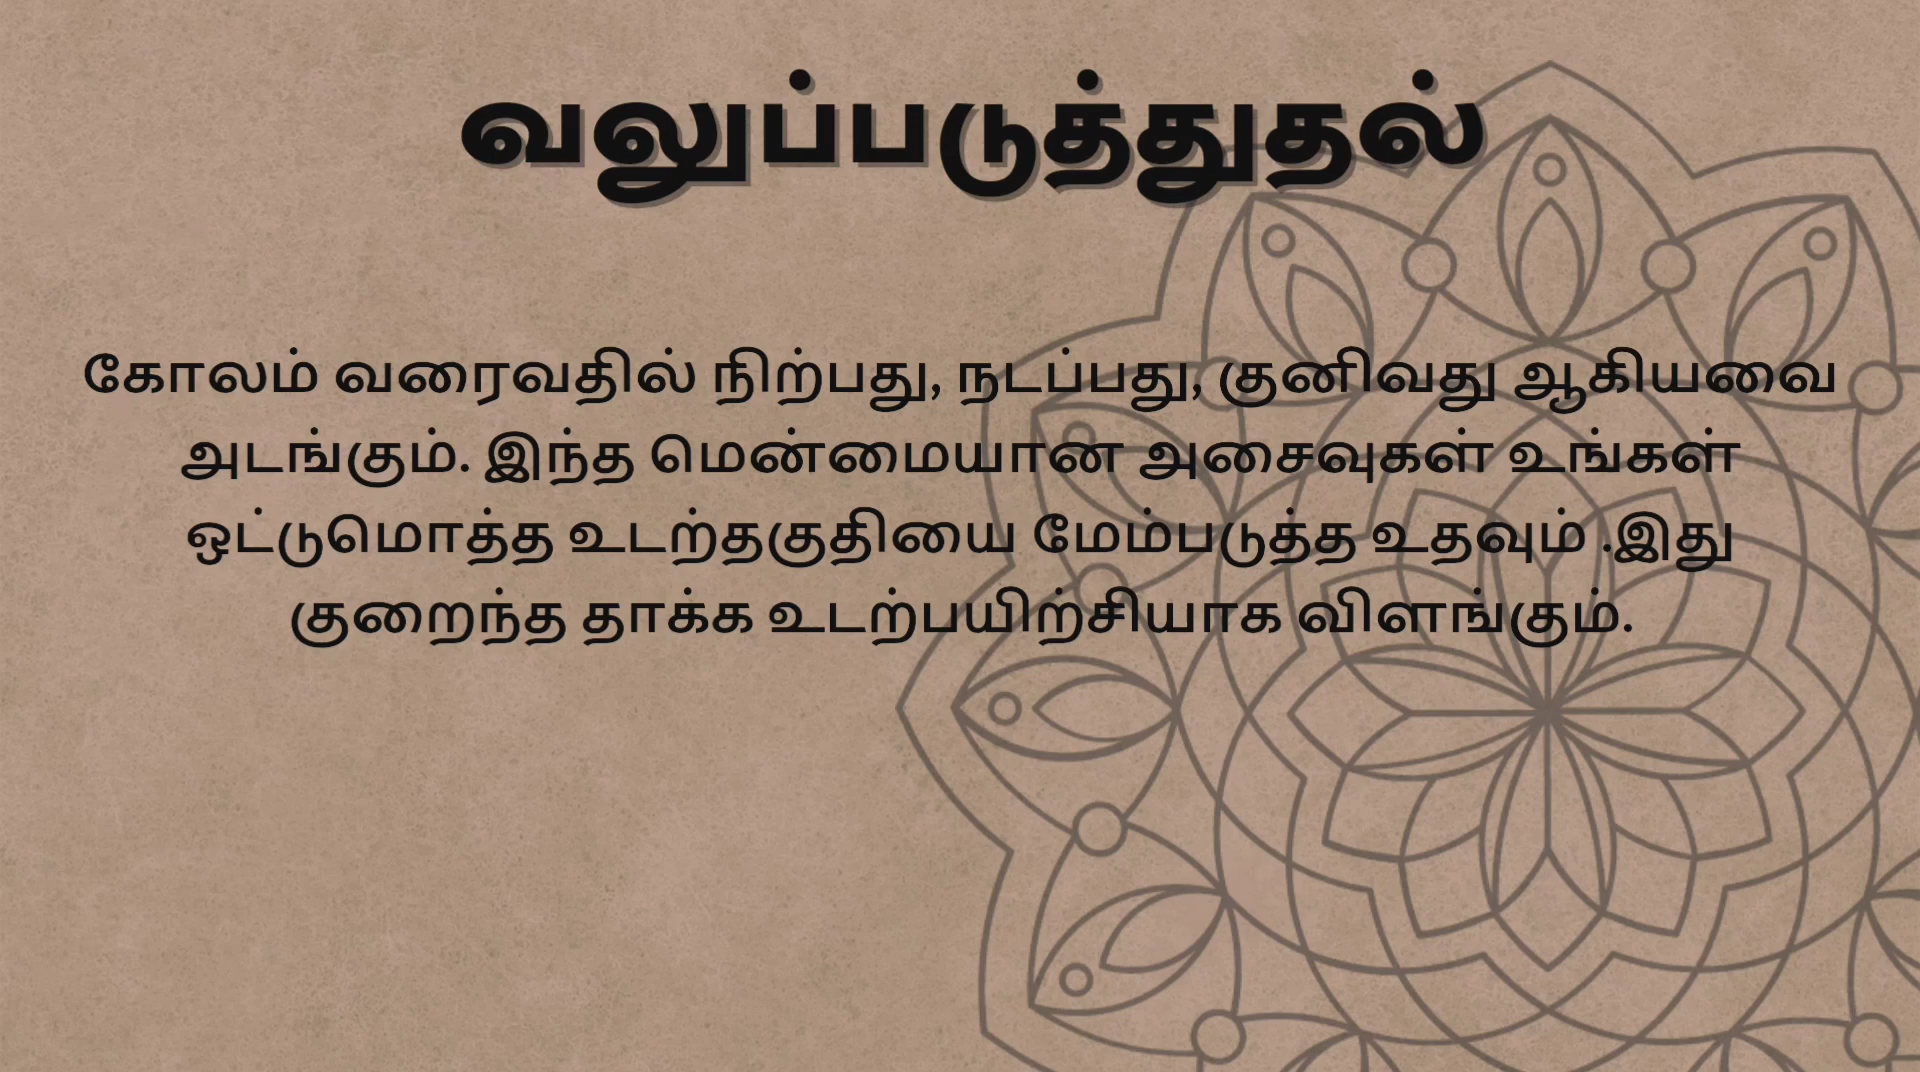 வலுப்படுத்துதல்
கோலம் வரைவதில் நிற்பது, நடப்பது, குனிவது ஆகியவை
அடங்கும். இந்த மென்மையான அசைவுகள் உங்கள்
ஒட்டுமொத்த உடற்தகுதியை மேம்படுத்த உதவும் .இது
குறைந்த தாக்க உடற்பயிற்சியாக விளங்கும்.